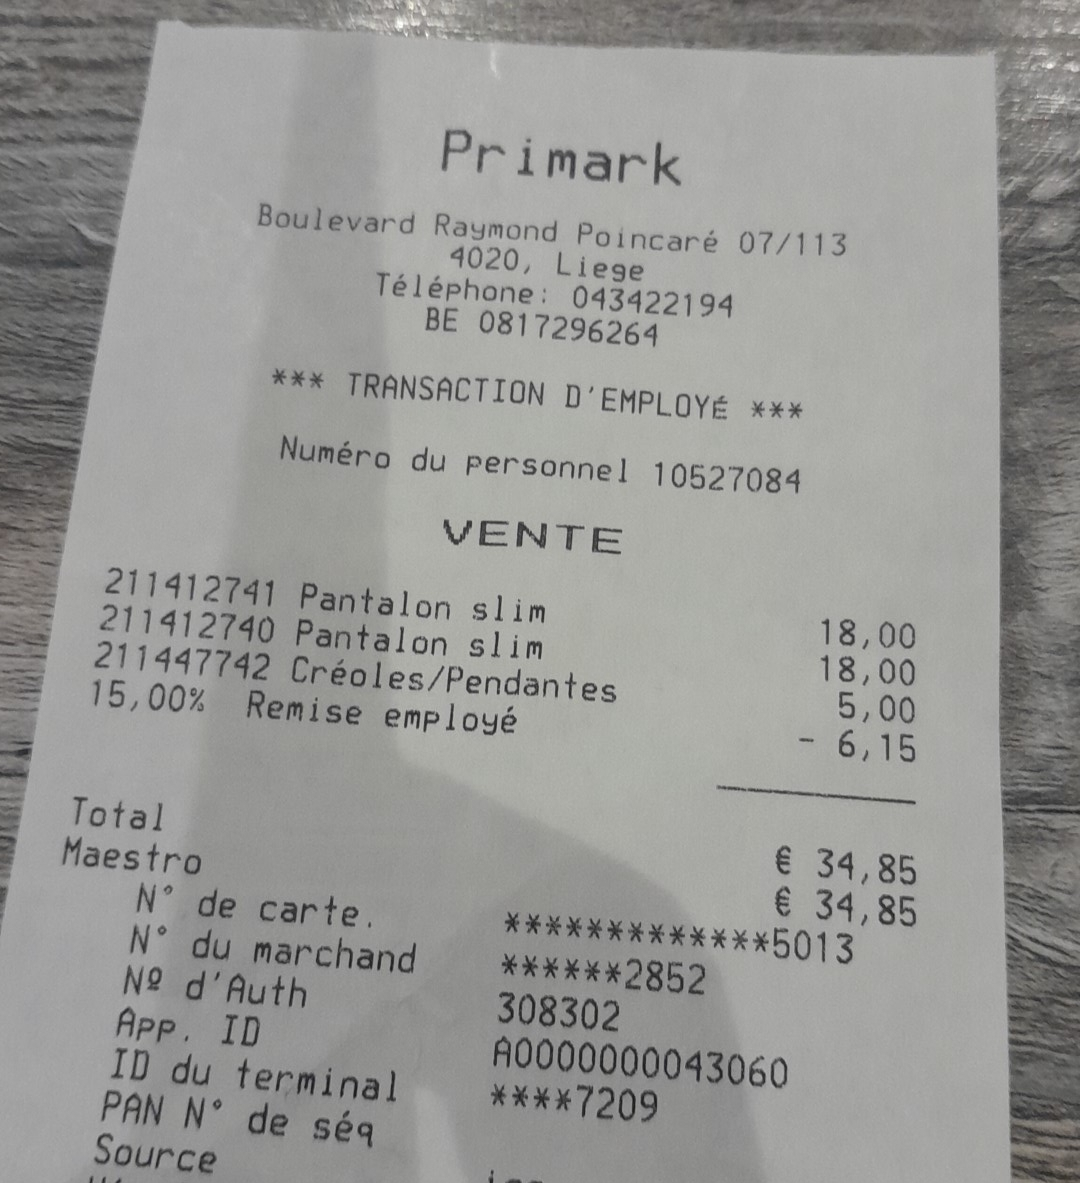 Primark
Boulevard Raymond Poincaré 07/113
4020, Liege
Téléphone: 043422194
BE 0817296264
*** TRANSACTION D'EMPLOYÉ ***
Numéro du personnel 10527084
VENTE
211412741 Pantalon slim 18,00
211412740 Pantalon slim 18,00
211447742 Créoles/Pendantes 5,00
15,00% Remise employé - 6,15
Total € 34,85
Maestro € 34,85
N° de carte. *************5013
N° du marchand ******2852
Nº d'Auth 308302
App. ID A0000000043060
ID du terminal ****7209
PAN N° de séq
Source